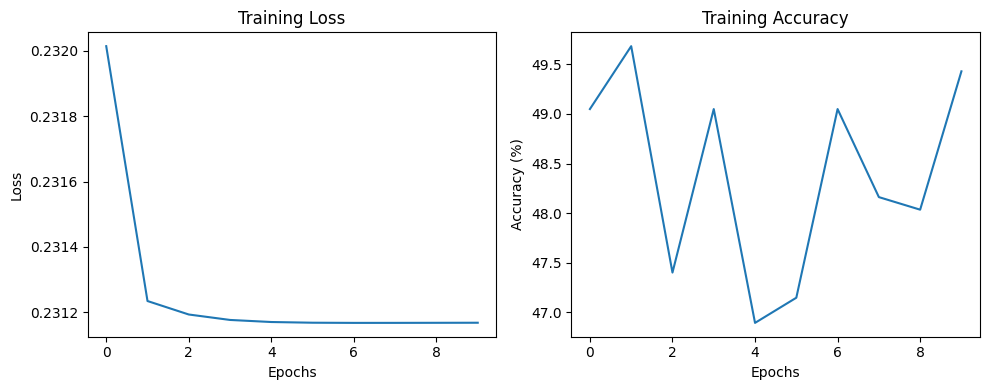 Training Loss
0.2320
0.2318
0.2316
0.2314
0.2312
Loss
0 2 4 6 8
Epochs
Training Accuracy
49.5
49.0
48.5
48.0
47.5
47.0
Accuracy (%)
0 2 4 6 8
Epochs